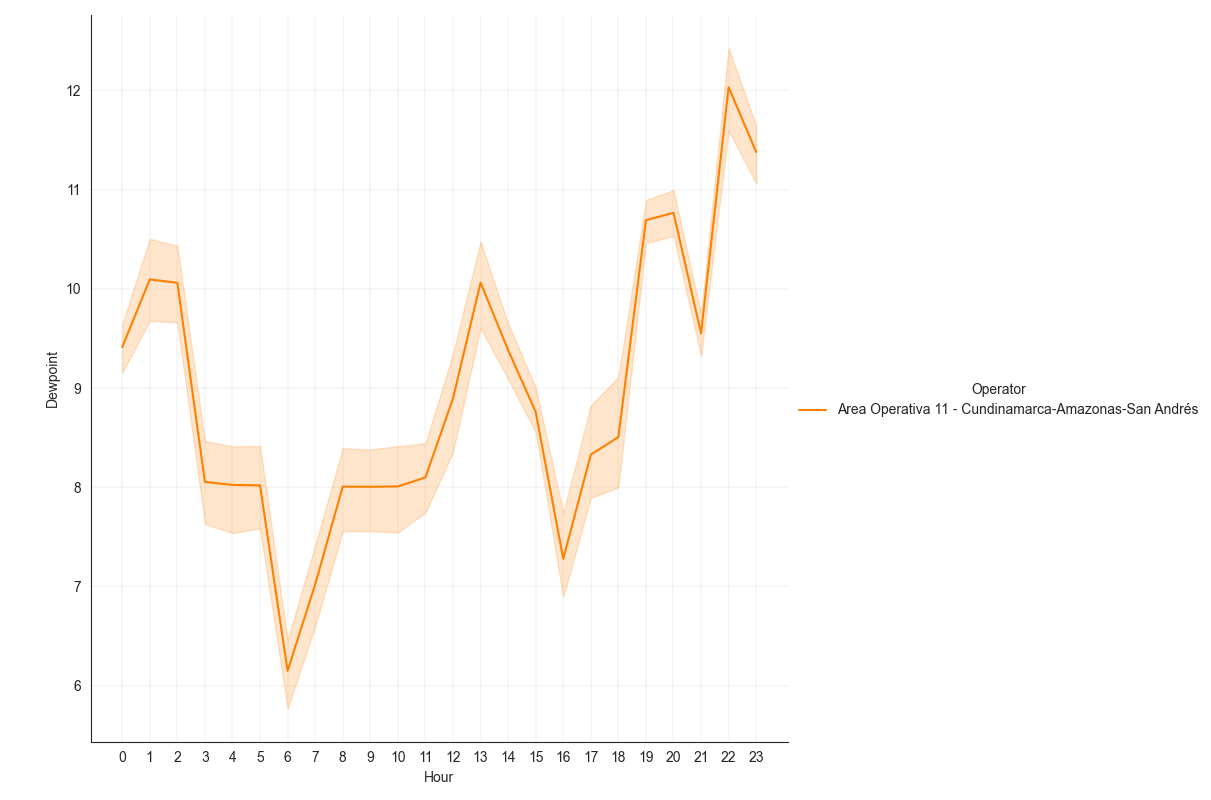 12
11
10
9
8
7
6
Dewpoint
0 1 2 3 4 5 6 7 8 9 10 11 12 13 14 15 16 17 18 19 20 21 22 23
Hour
Operator
Area Operativa 11 - Cundinamarca-Amazonas-San Andrés